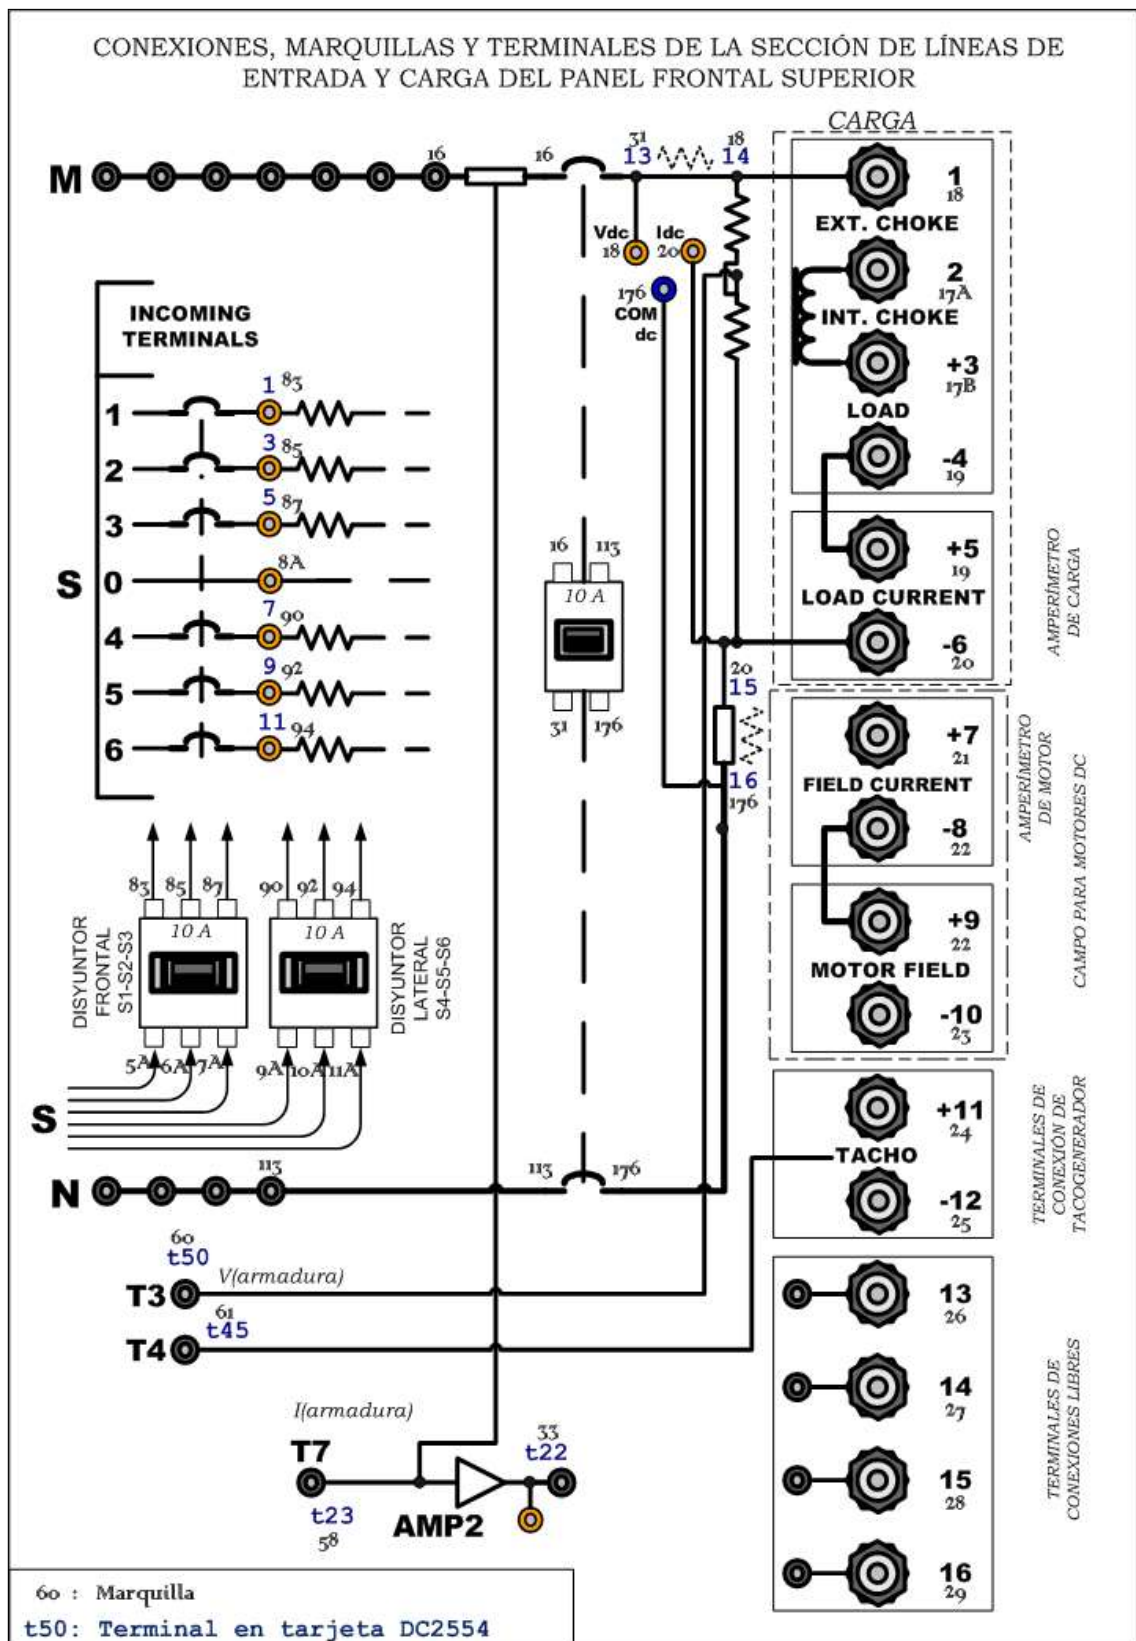 CONEXIONES, MARQUILLAS Y TERMINALES DE LA SECCIÓN DE LÍNEAS DE
ENTRADA Y CARGA DEL PANEL FRONTAL SUPERIOR
CARGA
M
16
16
31
13
18
14
1
18
EXT. CHOKE
Vdc
18
Idc
20
2
17A
176
COM
dc
INT. CHOKE
+3
17B
LOAD
-4
19
+5
19
LOAD CURRENT
-6
20
AMPERÍMETRO
DE CARGA
INCOMING
TERMINALS
S
1
1 83
2
3 85
3
5 87
0
8A
4
7 90
5
9 92
6
11 94
16 113
10 A
31 176
20
15
16
176
+7
21
FIELD CURRENT
-8
22
AMPERÍMETRO
DE MOTOR
+9
22
MOTOR FIELD
-10
23
CAMPO PARA MOTORES DC
83 85 87
90 92 94
DISYUNTOR
FRONTAL
S1-S2-S3
10 A
10 A
DISYUNTOR
LATERAL
S4-S5-S6
5A 6A 7A
9A 10A 11A
S
+11
24
TACHO
-12
25
TERMINALES DE
CONEXIÓN DE
TACOGENERADOR
N
113
113
176
60
t50
T3
V(armadura)
61
t45
T4
13
26
14
27
15
28
16
29
TERMINALES DE
CONEXIONES LIBRES
I(armadura)
T7
t23
58
AMP2
33
t22
60 : Marquilla
t50: Terminal en tarjeta DC2554